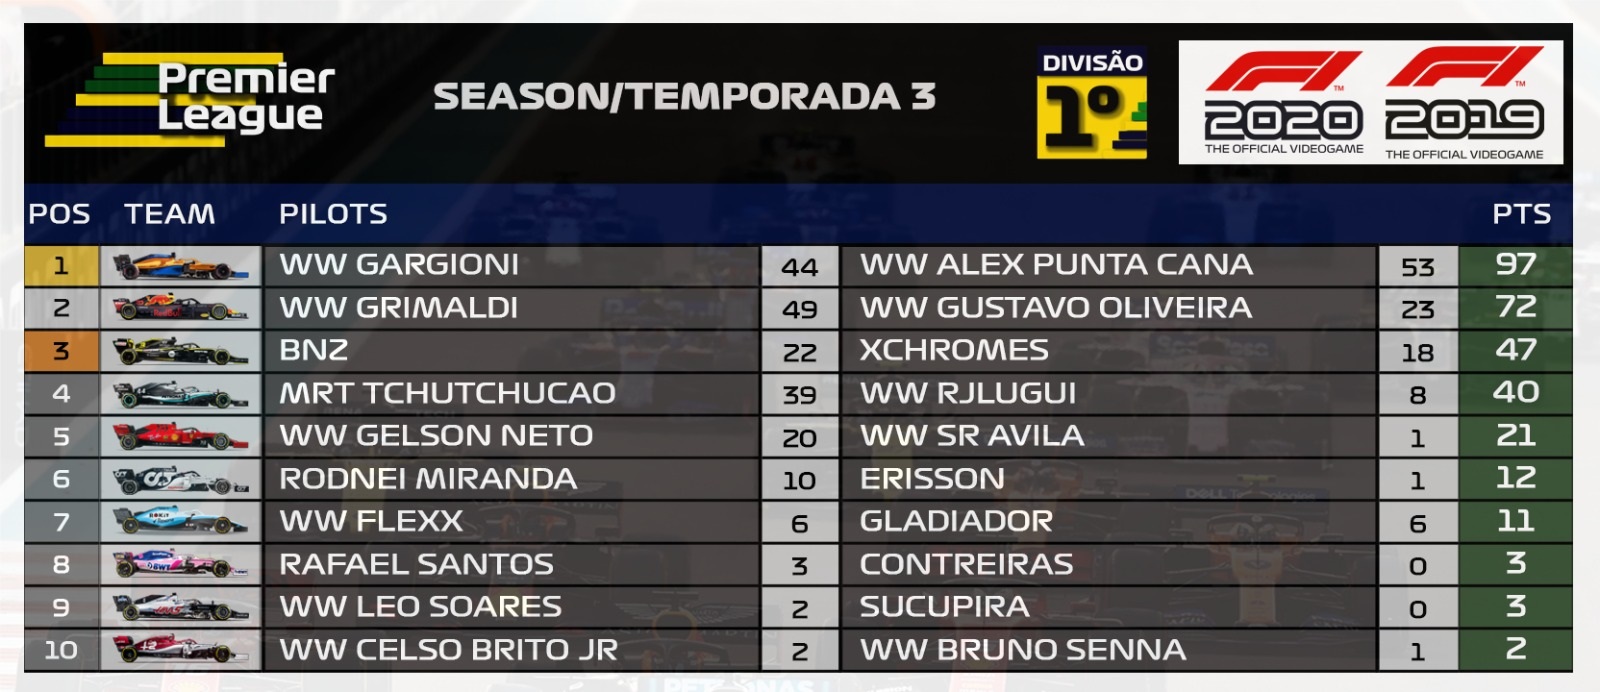 Premier
League
SEASON/TEMPORADA 3
DIVISÃO
1º
F1 2020
THE OFFICIAL VIDEOGAME
F1 2019
THE OFFICIAL VIDEOGAME
POS TEAM PILOTS PTS
1 WW GARGIONI 44 WW ALEX PUNTA CANA 53 97
2 WW GRIMALDI 49 WW GUSTAVO OLIVEIRA 23 72
3 BNZ 22 XCHROMES 18 47
4 MRT TCHUTCHUCAO 39 WW RJLUGUI 8 40
5 WW GELSON NETO 20 WW SR AVILA 1 21
6 RODNEI MIRANDA 10 ERISSON 1 12
7 WW FLEXX 6 GLADIADOR 6 11
8 RAFAEL SANTOS 3 CONTREIRAS 0 3
9 WW LEO SOARES 2 SUCUPIRA 0 3
10 WW CELSO BRITO JR 2 WW BRUNO SENNA 1 2